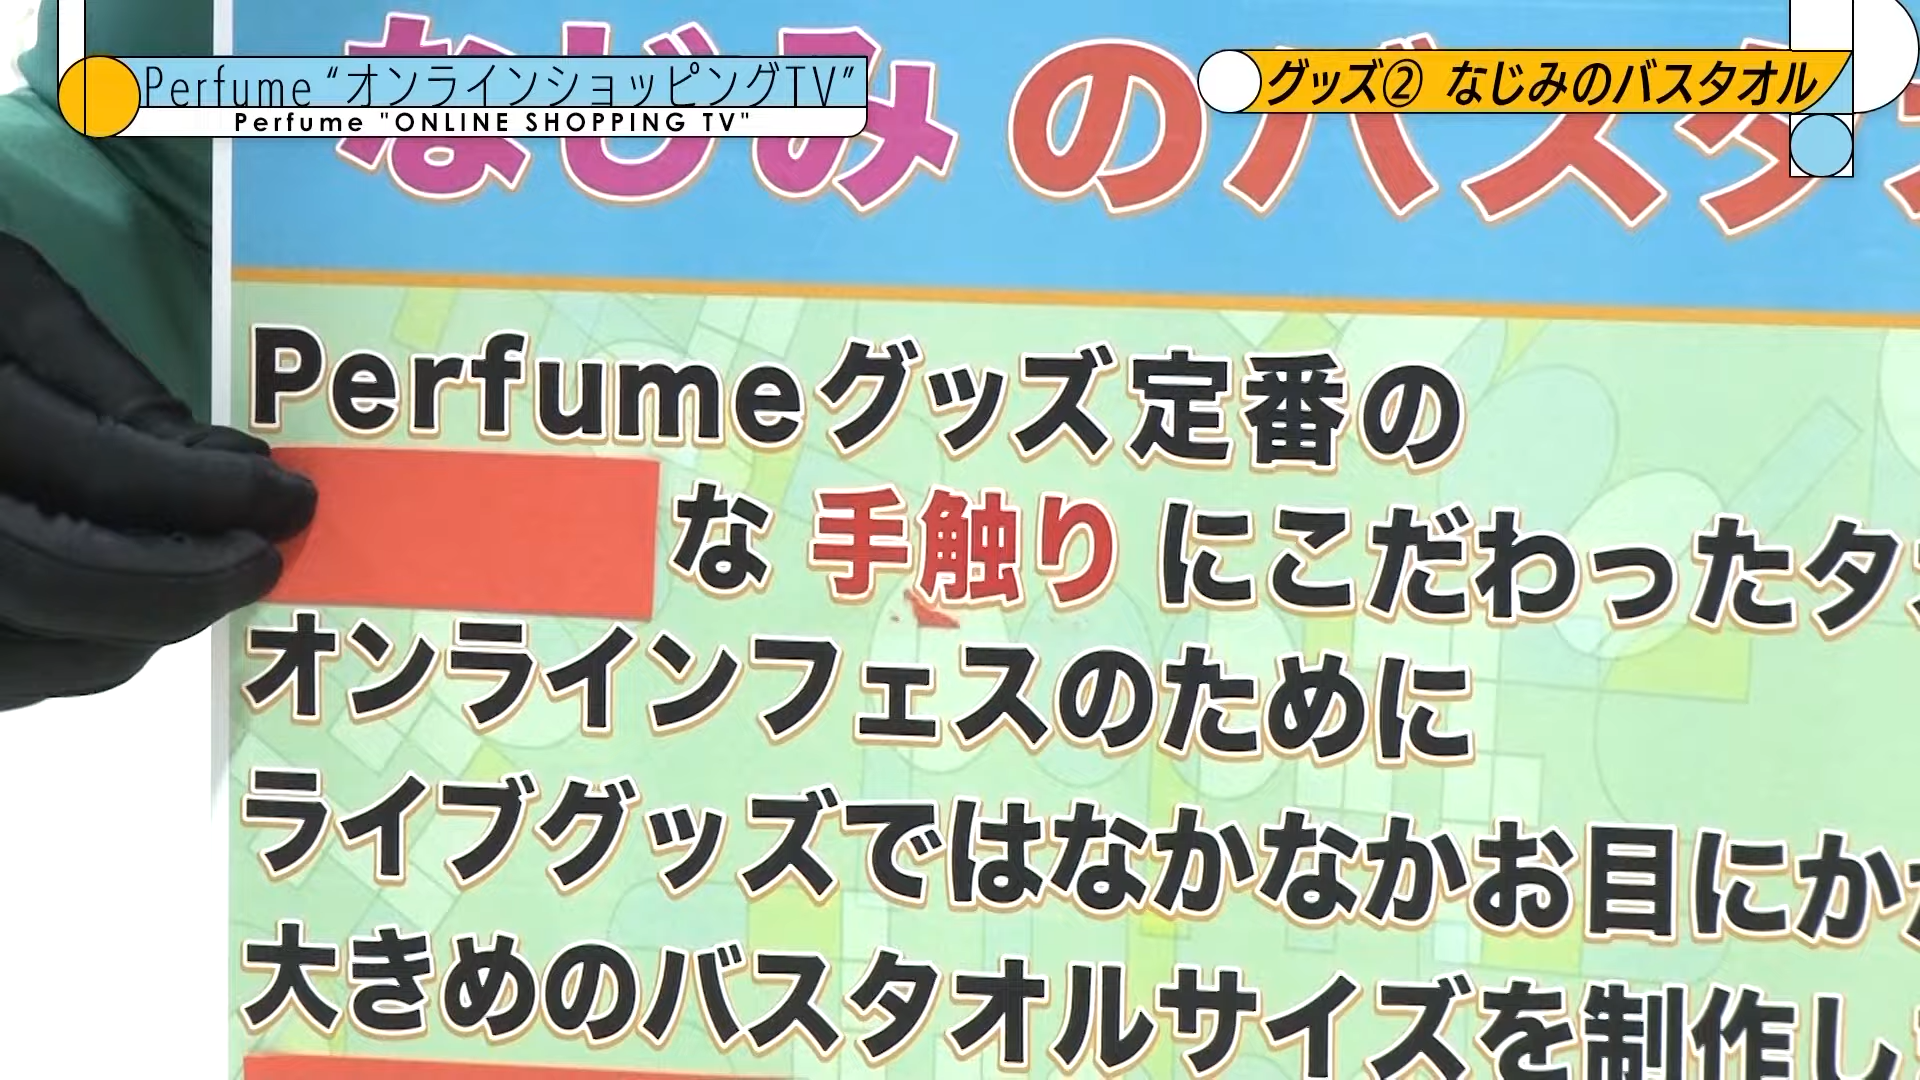 Perfume “オンラインショッピングTV”
Perfume "ONLINE SHOPPING TV"
グッズ② なじみのバスタオル
なじみのバスタ
Perfumeグッズ定番の
な手触りにこだわったタ
オンラインフェスのために
ライブグッズではなかなかお目にか
大きめのバスタオルサイズを制作し